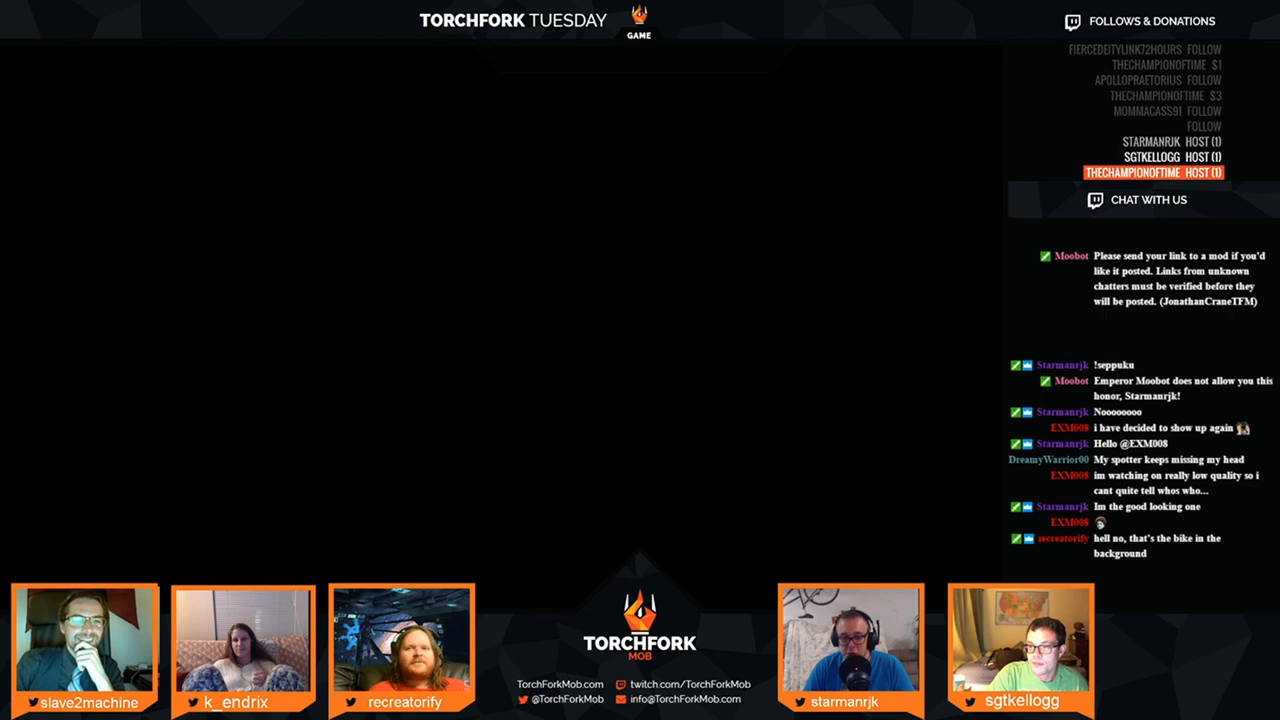 TORCHFORK TUESDAY
GAME
FOLLOWS & DONATIONS
FIERCEDEITYLINK72HOURS FOLLOW
THECHAMPIONOFTIME $1
APOLLOPRAETORIUS FOLLOW
THECHAMPIONOFTIME $3
MOMMACASS91 FOLLOW
FOLLOW
STARMANRJK HOST (1)
SGTKELLOGG HOST (1)
THECHAMPIONOFTIME HOST (1)
CHAT WITH US
Moobot Please send your link to a mod if you'd
like it posted. Links from unknown
chatters must be verified before they
will be posted. (JonathanCraneTFM)
Starmanrjk !seppuku
Moobot Emperor Moobot does not allow you this
honor, Starmanrjk!
Starmanrjk Noooooooo
EXM008 i have decided to show up again
Starmanrjk Hello @EXM008
DreamyWarrior00 My spotter keeps missing my head
EXM008 im watching on really low quality so i
cant quite tell whos who...
Starmanrjk Im the good looking one
EXM008
recreatorify hell no, that's the bike in the
background
slave2machine
k_endrix
recreatorify
TORCHFORK
MOB
TorchForkMob.com twitch.com/TorchForkMob
@TorchForkMob info@TorchForkMob.com
starmanrjk
sgtkellogg